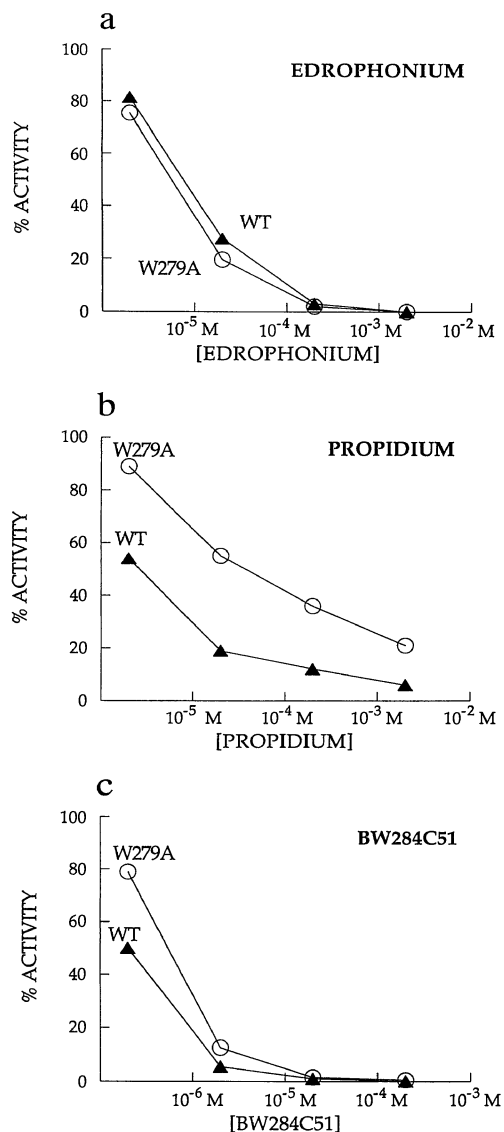 a
EDROPHONIUM
100
80
60
40
20
0
% ACTIVITY
WT
W279A
10-5 M 10-4 M 10-3 M 10-2 M
[EDROPHONIUM]
b
PROPIDIUM
100
80
60
40
20
0
% ACTIVITY
W279A
WT
10-5 M 10-4 M 10-3 M 10-2 M
[PROPIDIUM]
c
BW284C51
100
80
60
40
20
0
% ACTIVITY
W279A
WT
10-6 M 10-5 M 10-4 M 10-3 M
[BW284C51]